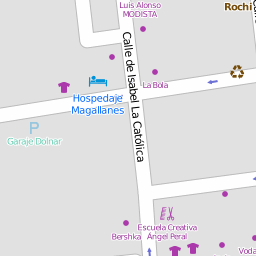 Luis Alonso
MODISTA
Rochi
Calle de Isabel La Católica
La Bola
Hospedaje
Magallanes
P
Garaje Dolnar
Escuela Creativa
Bershka
Ángel Peral
Voda